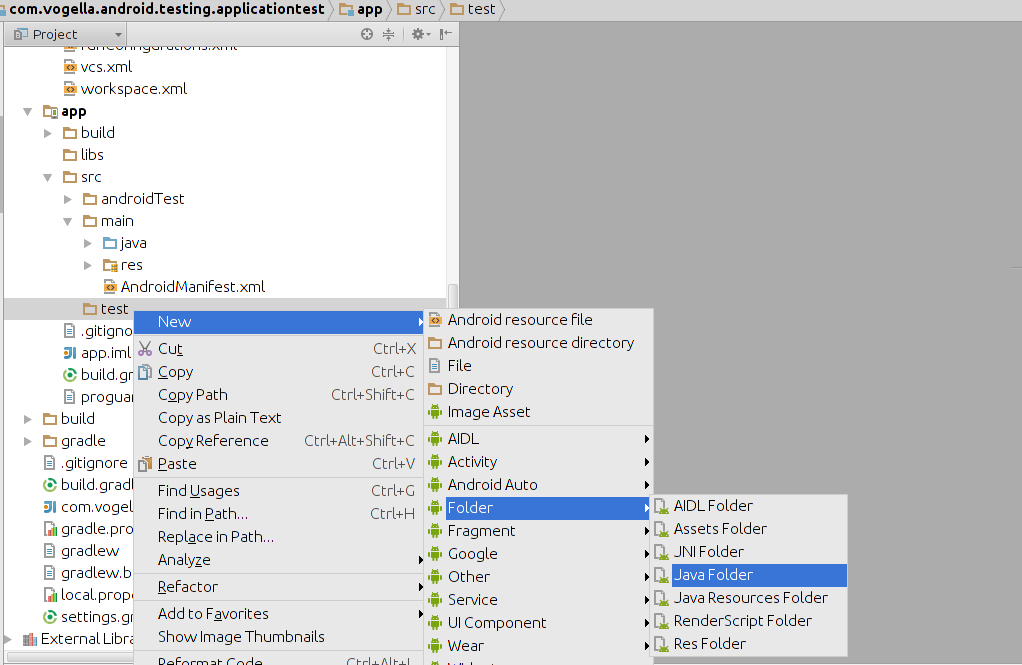 com.vogella.android.testing.applicationtest app src test
Project
vcs.xml
workspace.xml
app
build
libs
src
androidTest
main
java
res
AndroidManifest.xml
test
.gitigno
app.iml
build.gr
progua
build
gradle
.gitignore
build.grad
com.vogel
gradle.pro
gradlew
gradlew.b
local.prope
settings.gr
External Libra
New
Cut Ctrl+X
Copy Ctrl+C
Copy Path Ctrl+Shift+C
Copy as Plain Text
Copy Reference Ctrl+Alt+Shift+C
Paste Ctrl+V
Find Usages Ctrl+G
Find in Path... Ctrl+H
Replace in Path...
Analyze
Refactor
Add to Favorites
Show Image Thumbnails
Reformat Code Ctrl+Alt+L
Android resource file
Android resource directory
File
Directory
Image Asset
AIDL
Activity
Android Auto
Folder
Fragment
Google
Other
Service
UI Component
Wear
AIDL Folder
Assets Folder
JNI Folder
Java Folder
Java Resources Folder
RenderScript Folder
Res Folder